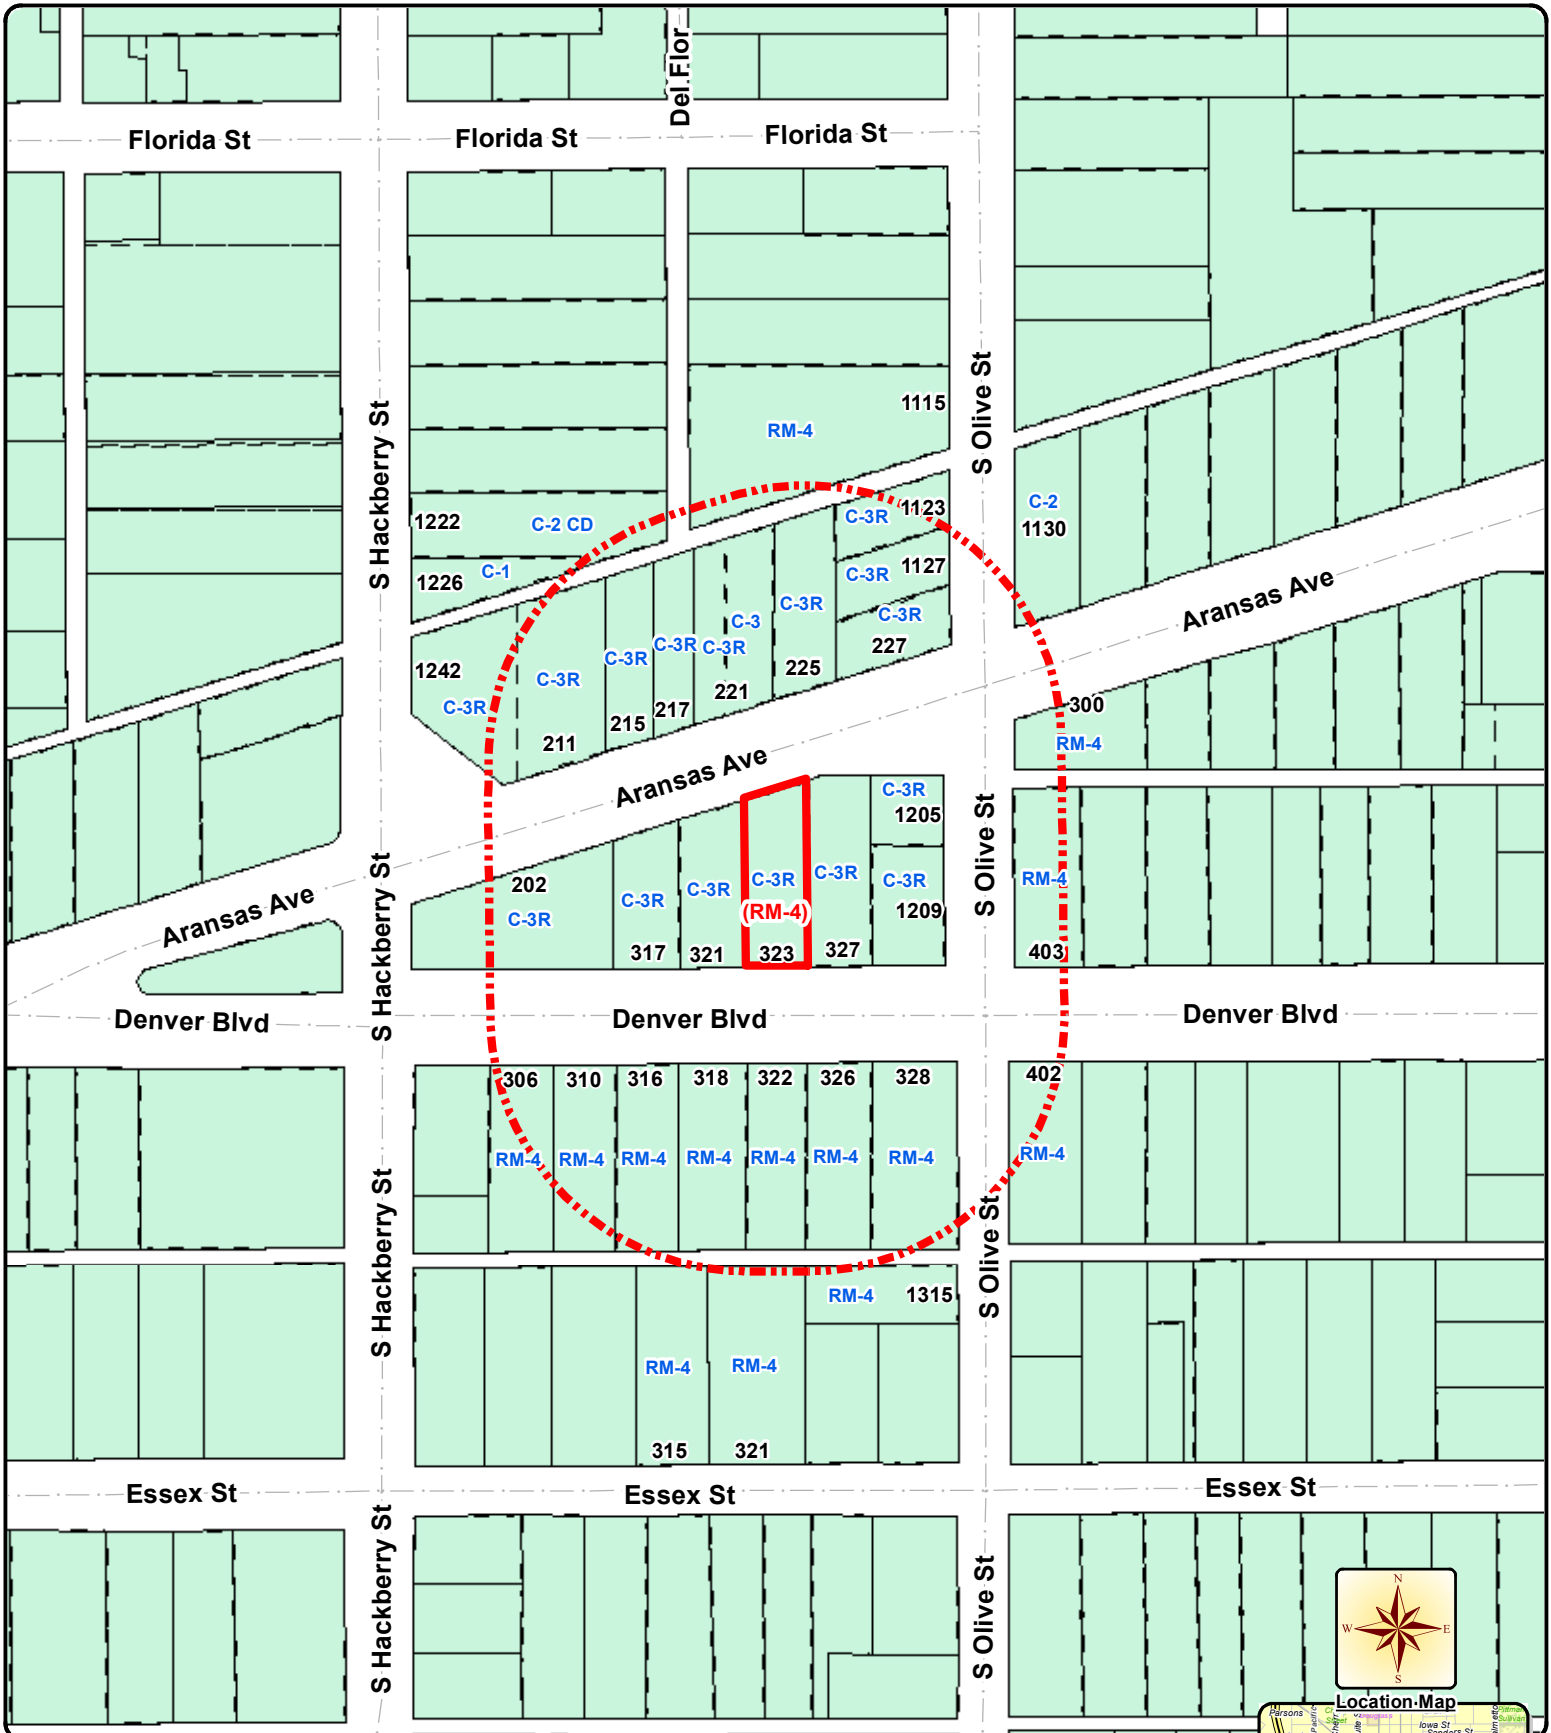 Del Flor
Florida St
Florida St
Florida St
S Hackberry St
S Olive St
1115
RM-4
1222
C-2 CD
C-3R
1123
C-2
1130
1226
C-1
C-3R
1127
C-3R
C-3
C-3R
227
Aransas Ave
1242
C-3R
C-3R
C-3R
C-3R
C-3R
225
221
217
215
211
300
RM-4
Aransas Ave
C-3R
1205
S Olive St
202
C-3R
C-3R
317
C-3R
321
C-3R
(RM-4)
323
C-3R
327
C-3R
1209
RM-4
403
Aransas Ave
S Hackberry St
Denver Blvd
Denver Blvd
Denver Blvd
306
310
316
318
322
326
328
402
RM-4
RM-4
RM-4
RM-4
RM-4
RM-4
RM-4
RM-4
S Hackberry St
S Olive St
RM-4
1315
RM-4
RM-4
315
321
Essex St
Essex St
Essex St
S Hackberry St
S Olive St
N
W
E
S
Location Map
Parsons
Iowa St